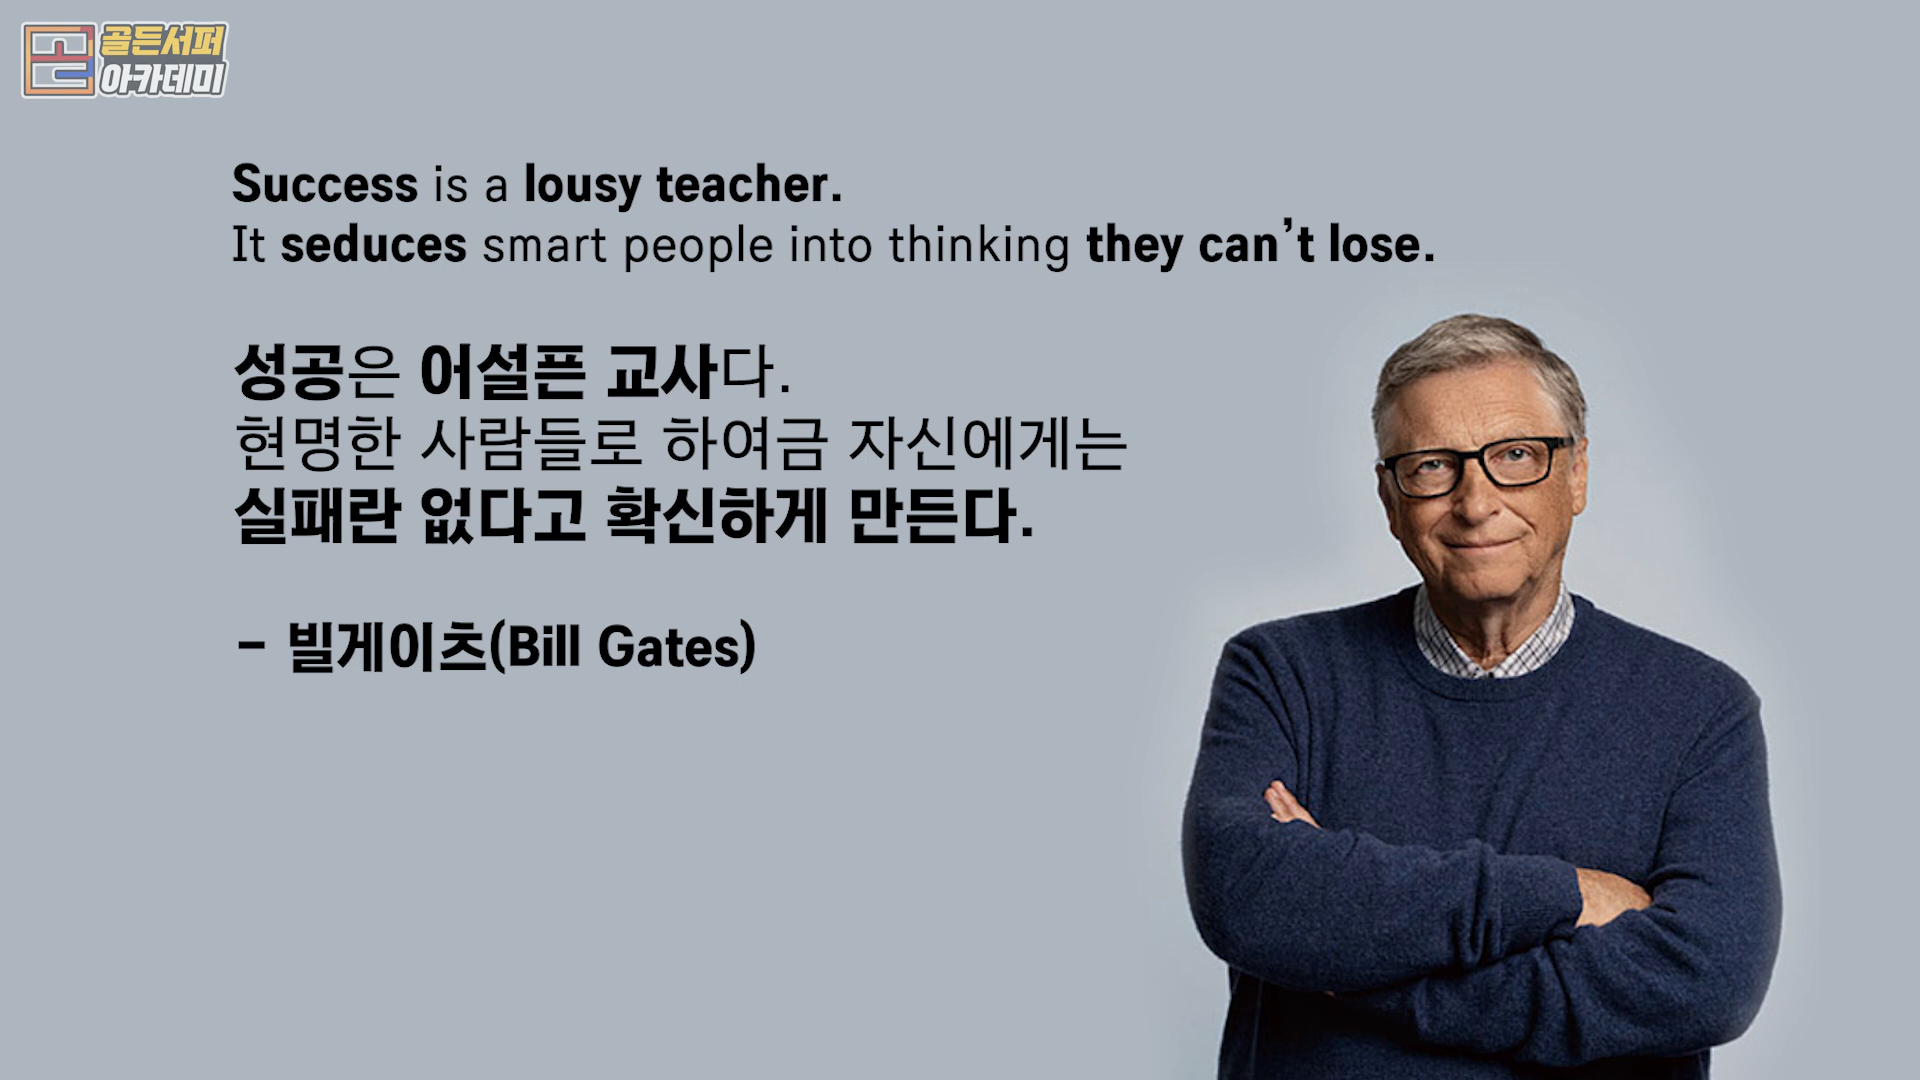 골든서퍼
아카데미
Success is a lousy teacher.
It seduces smart people into thinking they can't lose.
성공은 어설픈 교사다.
현명한 사람들로 하여금 자신에게는
실패란 없다고 확신하게 만든다.
- 빌게이츠(Bill Gates)